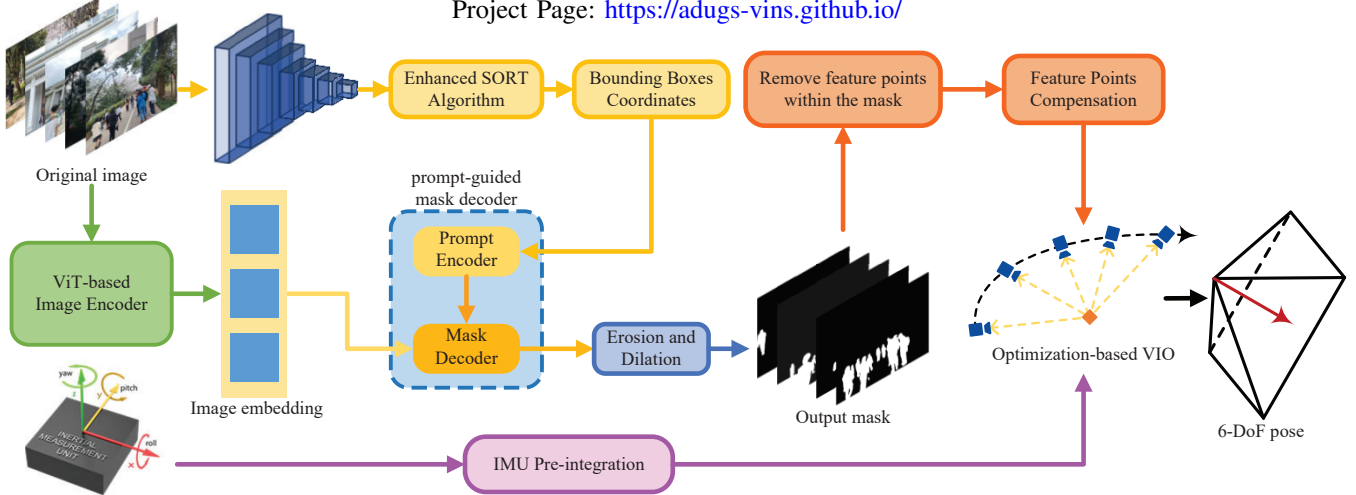 Project Page: https://adugs-vins.github.io/
Enhanced SORT
Algorithm
Bounding Boxes
Coordinates
Remove feature points
within the mask
Feature Points
Compensation
Original image
prompt-guided
mask decoder
Prompt
Encoder
ViT-based
Image Encoder
Mask
Decoder
Erosion and
Dilation
Optimization-based VIO
Image embedding
Output mask
6-DoF pose
yaw
z
pitch
y
roll
x
INERTIAL
MEASUREMENT
UNIT
IMU Pre-integration